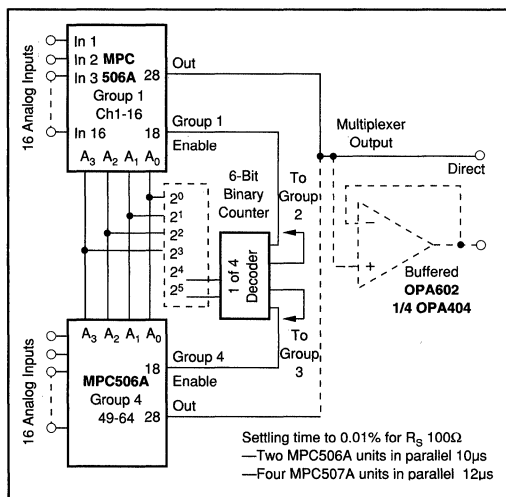 16 Analog Inputs
In 1
In 2 MPC
In 3 506A 28
Group 1
Ch1-16
In 16 18
A3 A2 A1 A0
Out
Group 1
Enable
6-Bit
Binary
Counter
2^0
2^1
2^2
2^3
2^4
2^5
1 of 4
Decoder
To
Group
2
To
Group
3
Multiplexer
Output
Direct
−
+
Buffered
OPA602
1/4 OPA404
16 Analog Inputs
A3 A2 A1 A0
18
MPC506A
Group 4
49-64 28
Group 4
Enable
Out
Settling time to 0.01% for RS 100Ω
—Two MPC506A units in parallel 10µs
—Four MPC507A units in parallel 12µs